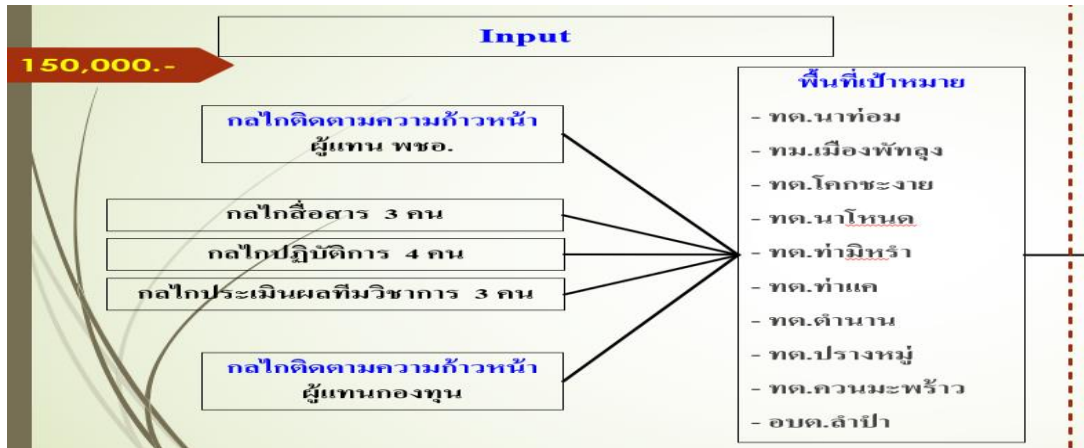 Input
150,000.-
กลไกติดตามความก้าวหน้า
ผู้แทน พชอ.
กลไกสื่อสาร 3 คน
กลไกปฏิบัติการ 4 คน
กลไกประเมินผลทีมวิชาการ 3 คน
กลไกติดตามความก้าวหน้า
ผู้แทนกองทุน
พื้นที่เป้าหมาย
- ทต.นาท่อม
- ทม.เมืองพัทลุง
- ทต.โคกชะงาย
- ทต.นาโหนด
- ทต.ท่ามิหรำ
- ทต.ท่าแค
- ทต.ตำนาน
- ทต.ปรางหมู่
- ทต.ควนมะพร้าว
- อบต.ลำปำ